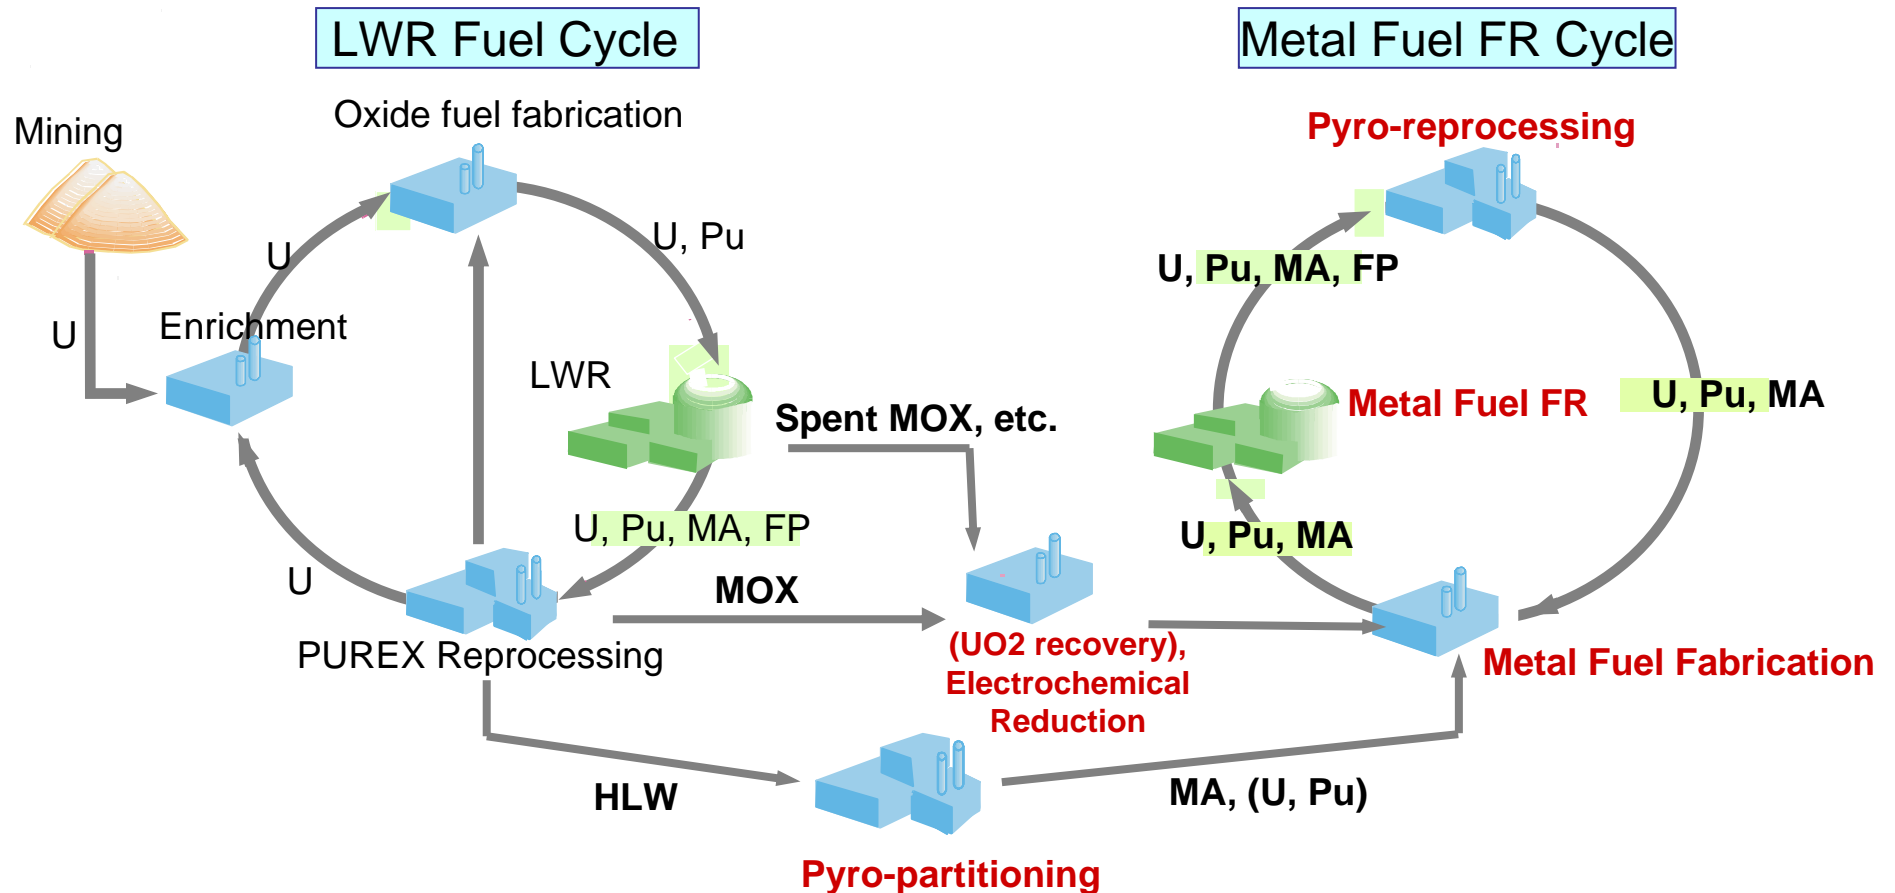 LWR Fuel Cycle
Metal Fuel FR Cycle
Oxide fuel fabrication
Mining
Pyro-reprocessing
U
U, Pu
U, Pu, MA, FP
U
Enrichment
LWR
Spent MOX, etc.
Metal Fuel FR
U, Pu, MA
U, Pu, MA, FP
U, Pu, MA
U
MOX
PUREX Reprocessing
(UO2 recovery),
Electrochemical
Reduction
Metal Fuel Fabrication
HLW
MA, (U, Pu)
Pyro-partitioning